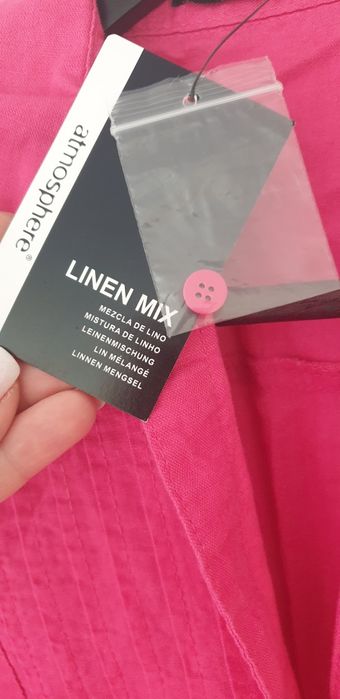 atmosphere®
LINEN MIX
MEZCLA DE LINO
MISTURA DE LINHO
LEINENMISCHUNG
LIN MÉLANGÉ
LINNEN MENGSEL